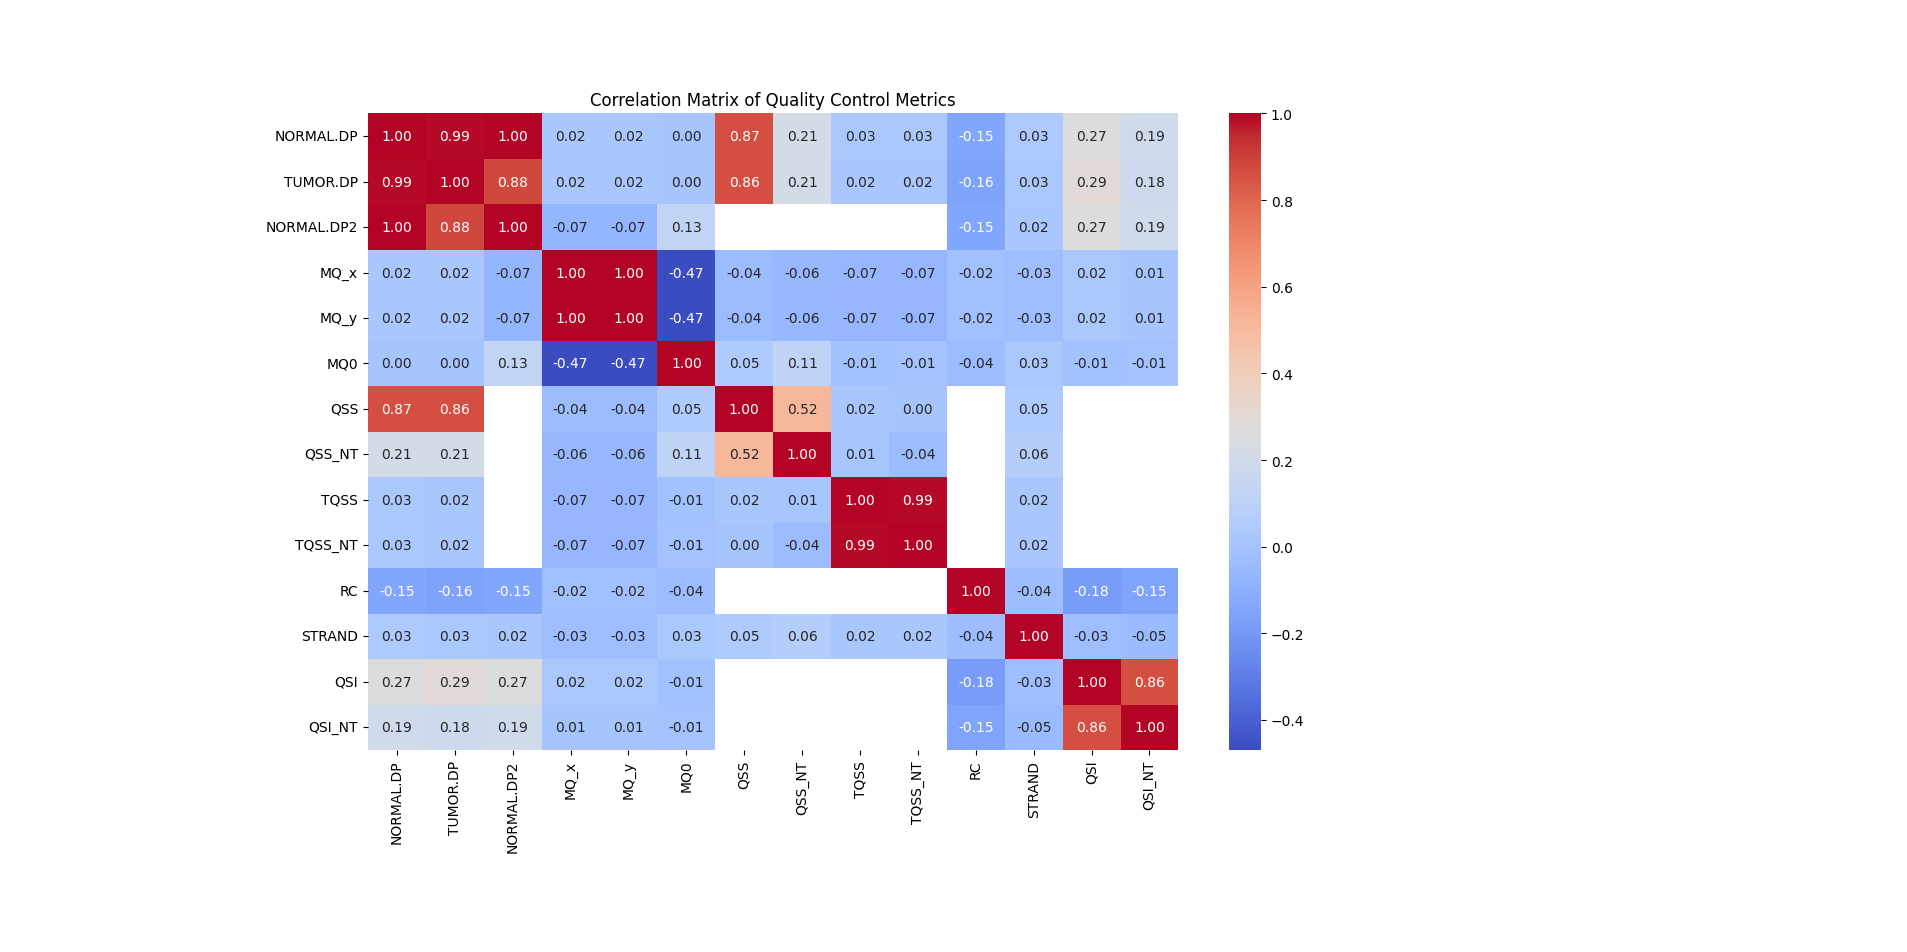 Correlation Matrix of Quality Control Metrics
NORMAL.DP 1.00 0.99 1.00 0.02 0.02 0.00 0.87 0.21 0.03 0.03 -0.15 0.03 0.27 0.19
TUMOR.DP 0.99 1.00 0.88 0.02 0.02 0.00 0.86 0.21 0.02 0.02 -0.16 0.03 0.29 0.18
NORMAL.DP2 1.00 0.88 1.00 -0.07 -0.07 0.13 -0.15 0.02 0.27 0.19
MQ_x 0.02 0.02 -0.07 1.00 1.00 -0.47 -0.04 -0.06 -0.07 -0.07 -0.02 -0.03 0.02 0.01
MQ_y 0.02 0.02 -0.07 1.00 1.00 -0.47 -0.04 -0.06 -0.07 -0.07 -0.02 -0.03 0.02 0.01
MQ0 0.00 0.00 0.13 -0.47 -0.47 1.00 0.05 0.11 -0.01 -0.01 -0.04 0.03 -0.01 -0.01
QSS 0.87 0.86 -0.04 -0.04 0.05 1.00 0.52 0.02 0.00 0.05
QSS_NT 0.21 0.21 -0.06 -0.06 0.11 0.52 1.00 0.01 -0.04 0.06
TQSS 0.03 0.02 -0.07 -0.07 -0.01 0.02 0.01 1.00 0.99 0.02
TQSS_NT 0.03 0.02 -0.07 -0.07 -0.01 0.00 -0.04 0.99 1.00 0.02
RC -0.15 -0.16 -0.15 -0.02 -0.02 -0.04 1.00 -0.04 -0.18 -0.15
STRAND 0.03 0.03 0.02 -0.03 -0.03 0.03 0.05 0.06 0.02 0.02 -0.04 1.00 -0.03 -0.05
QSI 0.27 0.29 0.27 0.02 0.02 -0.01 -0.18 -0.03 1.00 0.86
QSI_NT 0.19 0.18 0.19 0.01 0.01 -0.01 -0.15 -0.05 0.86 1.00
NORMAL.DP TUMOR.DP NORMAL.DP2 MQ_x MQ_y MQ0 QSS QSS_NT TQSS TQSS_NT RC STRAND QSI QSI_NT
1.0
0.8
0.6
0.4
0.2
0.0
−0.2
−0.4